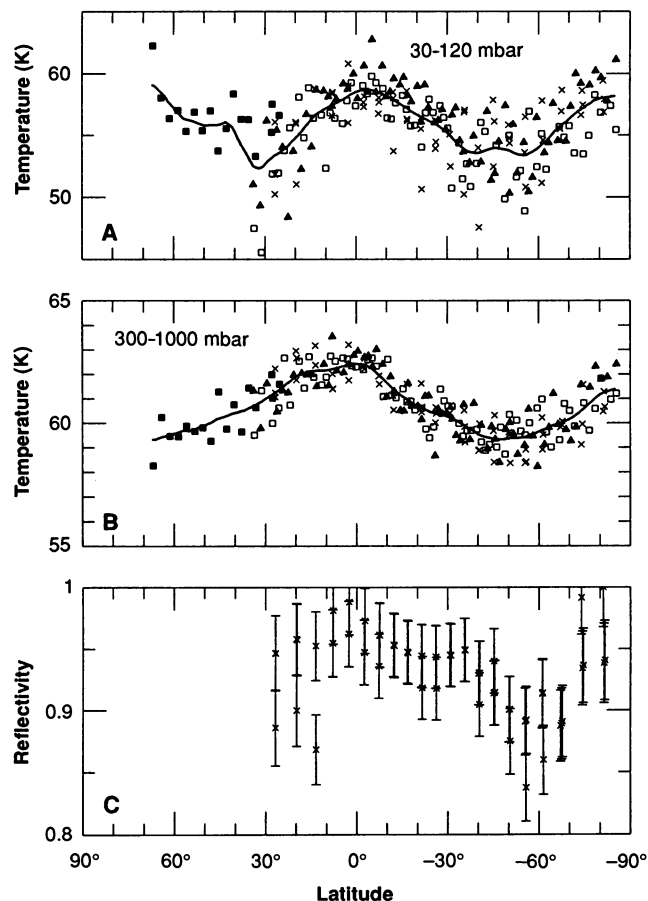 60
50
Temperature (K)
30-120 mbar
A
65
60
55
Temperature (K)
300-1000 mbar
B
1
0.9
0.8
Reflectivity
C
90° 60° 30° 0° –30° –60° –90°
Latitude